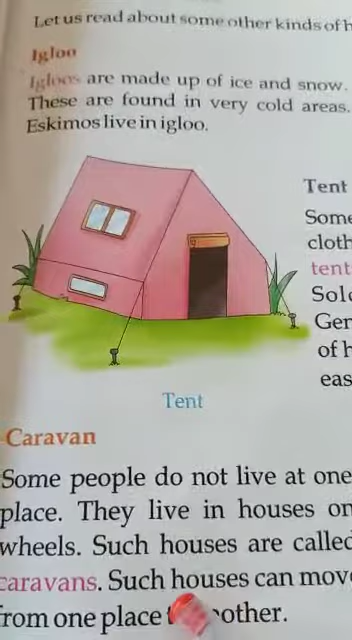 Let us read about some other kinds of h
Igloo
Igloos are made up of ice and snow.
These are found in very cold areas.
Eskimos live in igloo.
Tent
Some
cloth
tent
Sold
Ger
of h
eas
Tent
Caravan
Some people do not live at one
place. They live in houses on
wheels. Such houses are called
caravans. Such houses can move
from one place other.